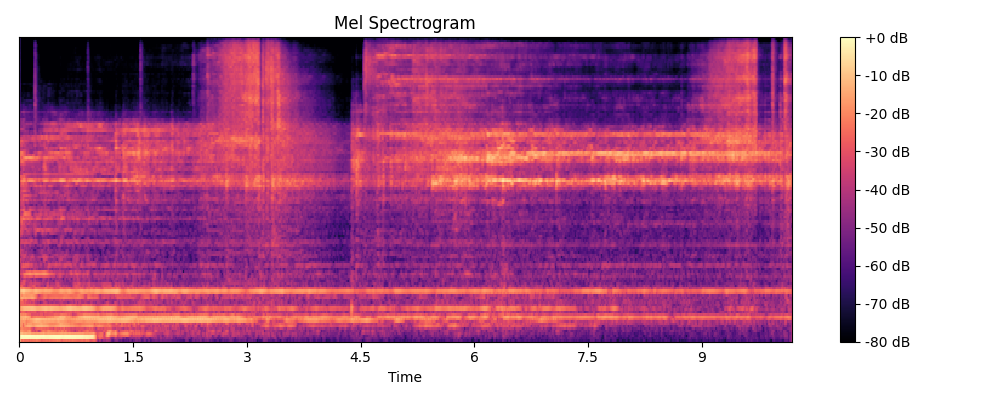 Mel Spectrogram
+0 dB
-10 dB
-20 dB
-30 dB
-40 dB
-50 dB
-60 dB
-70 dB
-80 dB
0 1.5 3 4.5 6 7.5 9
Time